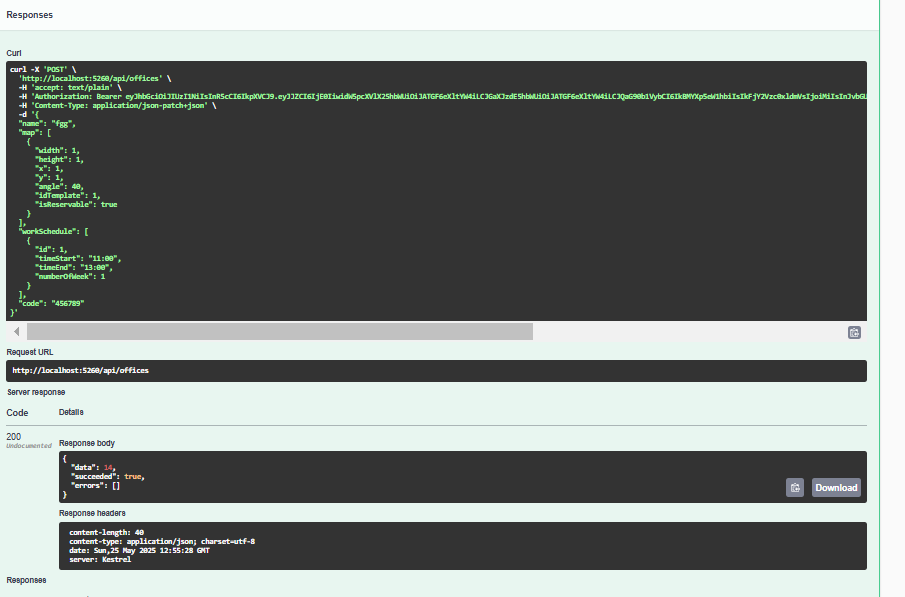 Responses
Curl
curl -X 'POST' \
'http://localhost:5260/api/offices' \
-H 'accept: text/plain' \
-H 'Authorization: Bearer
-H 'Content-Type: application/json-patch+json' \
-d '{
"name": "fgg",
"map": [
{
"width": 1,
"height": 1,
"x": 1,
"y": 1,
"angle": 40,
"idTemplate": 1,
"isReservable": true
}
],
"workSchedule": [
{
"id": 1,
"timeStart": "11:00",
"timeEnd": "13:00",
"numberOfWeek": 1
}
],
"code": "456789"
}'
Request URL
http://localhost:5260/api/offices
Server response
Code Details
200
Undocumented
Response body
{
"data": 14,
"succeeded": true,
"errors": []
}
Download
Response headers
content-length: 40
content-type: application/json; charset=utf-8
date: Sun,25 May 2025 12:55:28 GMT
server: Kestrel
Responses